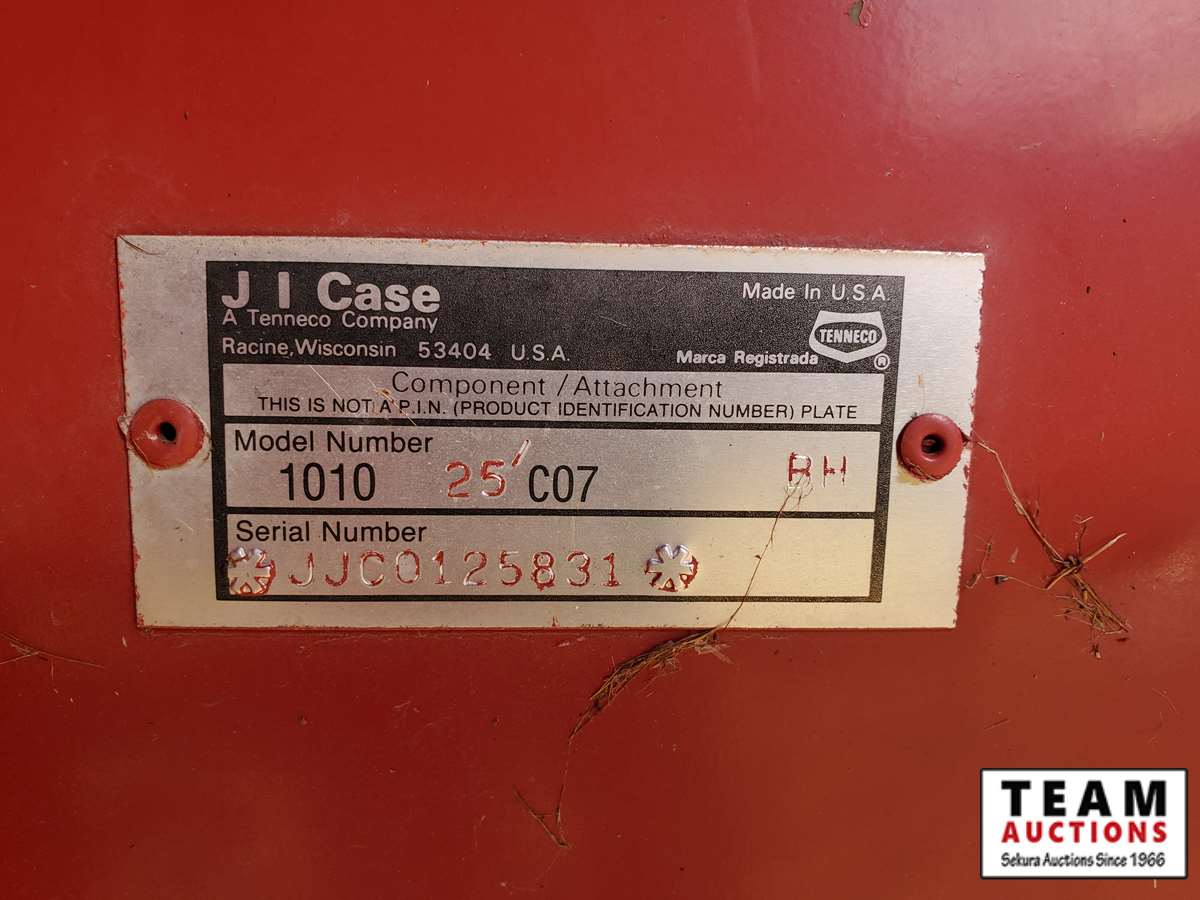 J I Case
A Tenneco Company
Racine, Wisconsin 53404 U.S.A.
Made In U.S.A
TENNECO
Marca Registrada ®
Component / Attachment
THIS IS NOT A P.I.N. (PRODUCT IDENTIFICATION NUMBER) PLATE
Model Number
1010 25' C07 BH
Serial Number
*JJC0125831 *
TEAM
AUCTIONS
Sekura Auctions Since 1966